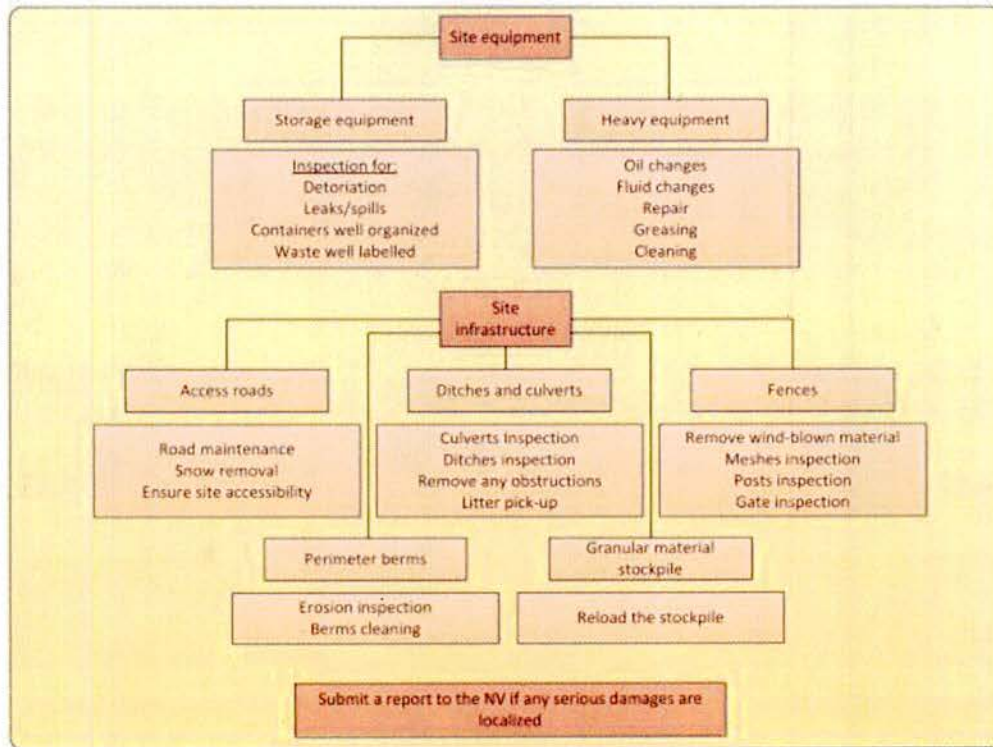 Site equipment
Storage equipment
Heavy equipment
Inspection for:
Detoriation
Leaks/spills
Containers well organized
Waste well labelled
Oil changes
Fluid changes
Repair
Greasing
Cleaning
Site
infrastructure
Access roads
Ditches and culverts
Fences
Road maintenance
Snow removal
Ensure site accessibility
Culverts Inspection
Ditches inspection
Remove any obstructions
Litter pick-up
Remove wind-blown material
Meshes inspection
Posts inspection
Gate inspection
Perimeter berms
Granular material
stockpile
Erosion inspection
Berms cleaning
Reload the stockpile
Submit a report to the NV if any serious damages are
localized